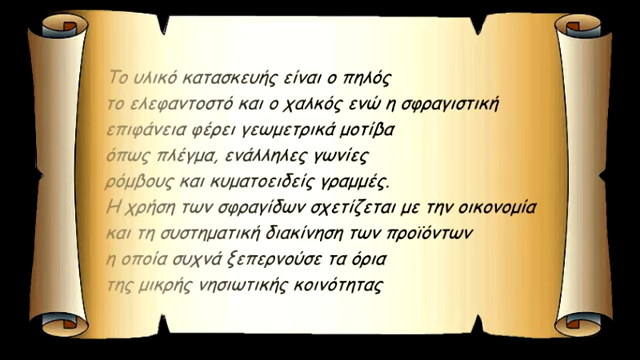 Το υλικό κατασκευής είναι ο πηλός
το ελεφαντοστό και ο χαλκός ενώ η σφραγιστική
επιφάνεια φέρει γεωμετρικά μοτίβα
όπως πλέγμα, ενάλληλες γωνίες
ρόμβους και κυματοειδείς γραμμές.
Η χρήση των σφραγίδων σχετίζεται με την οικονομία
και τη συστηματική διακίνηση των προϊόντων
η οποία συχνά ξεπερνούσε τα όρια
της μικρής νησιωτικής κοινότητας